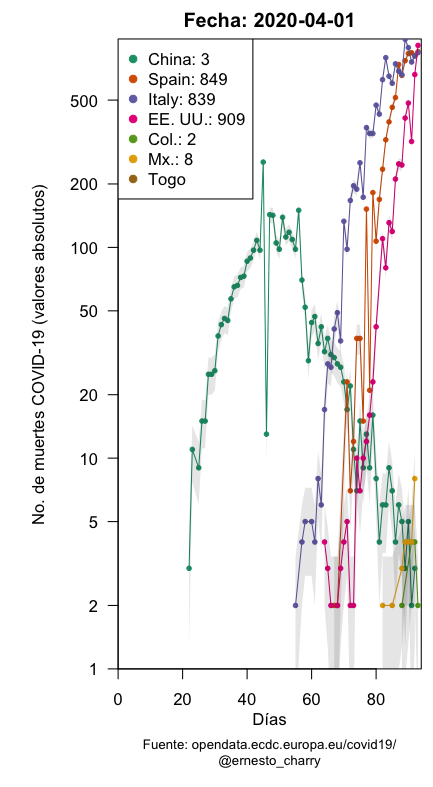 Fecha: 2020-04-01
China: 3
Spain: 849
Italy: 839
EE. UU.: 909
Col.: 2
Mx.: 8
Togo
No. de muertes COVID-19 (valores absolutos)
500
200
100
50
20
10
5
2
1
0 20 40 60 80
Días
Fuente: opendata.ecdc.europa.eu/covid19/
@ernesto_charry